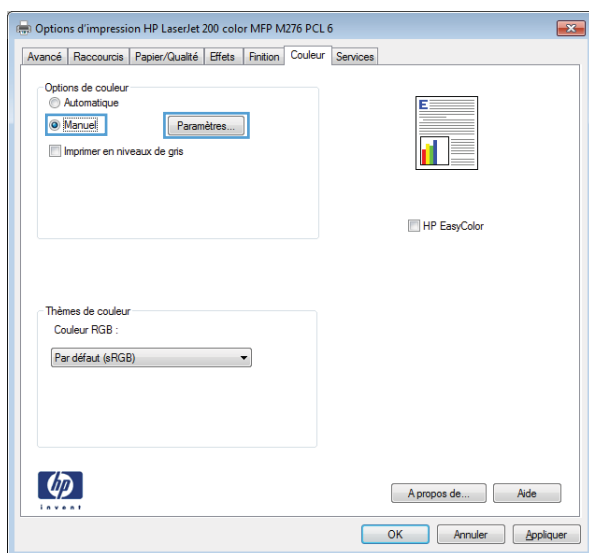 Options d'impression HP LaserJet 200 color MFP M276 PCL 6
Avancé Raccourcis Papier/Qualité Effets Finition Couleur Services
Options de couleur
Automatique
Manuel Paramètres...
Imprimer en niveaux de gris
E
HP EasyColor
Thèmes de couleur
Couleur RGB :
Par défaut (sRGB)
hp
invent
A propos de... Aide
OK Annuler Appliquer